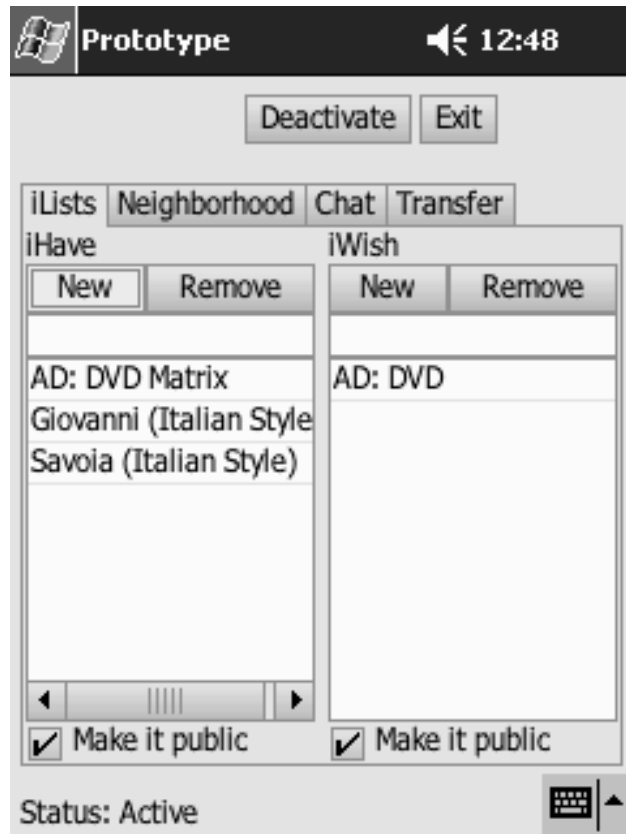 Prototype 12:48
Deactivate Exit
iLists Neighborhood Chat Transfer
iHave iWish
New Remove New Remove
AD: DVD Matrix AD: DVD
Giovanni (Italian Style
Savoia (Italian Style)
Make it public Make it public
Status: Active